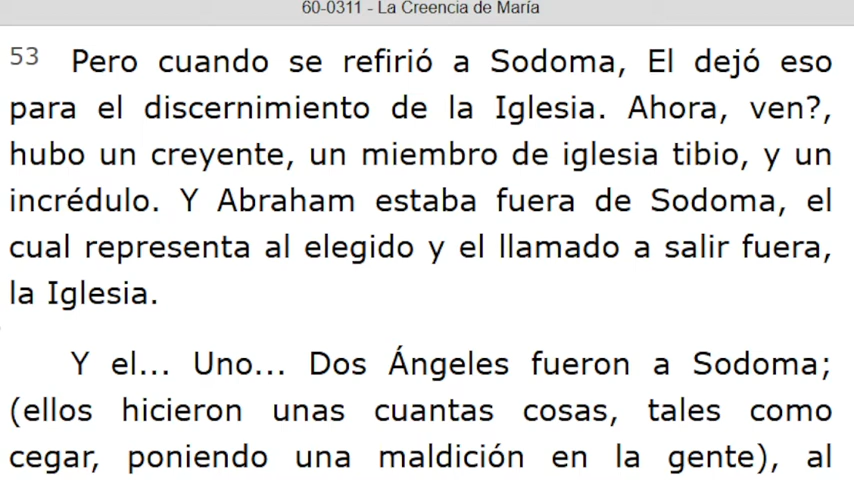 60-0311 - La Creencia de María
53 Pero cuando se refirió a Sodoma, El dejó eso
para el discernimiento de la Iglesia. Ahora, ven?,
hubo un creyente, un miembro de iglesia tibio, y un
incrédulo. Y Abraham estaba fuera de Sodoma, el
cual representa al elegido y el llamado a salir fuera,
la Iglesia.
Y el... Uno... Dos Ángeles fueron a Sodoma;
(ellos hicieron unas cuantas cosas, tales como
cegar, poniendo una maldición en la gente), al